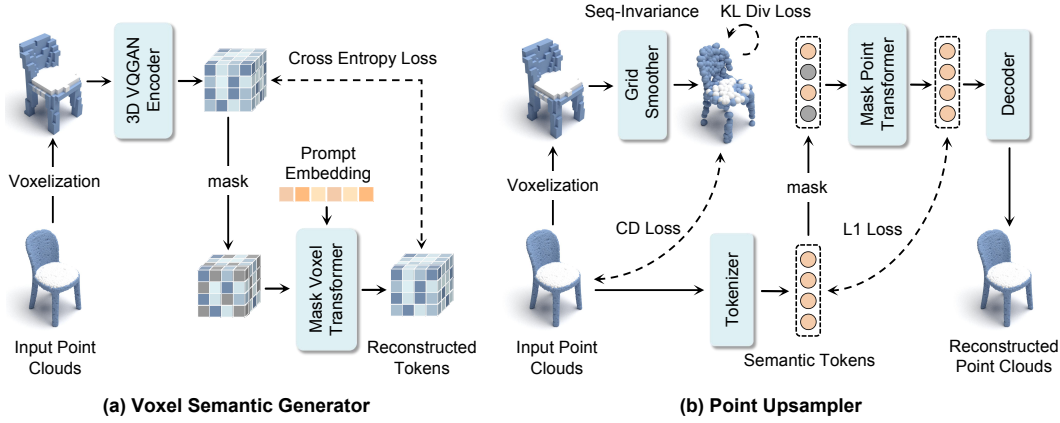 3D VQGAN
Encoder
Cross Entropy Loss
Voxelization
mask
Prompt
Embedding
Mask Voxel
Transformer
Input Point
Clouds
Reconstructed
Tokens
(a) Voxel Semantic Generator
Seq-Invariance
KL Div Loss
Grid
Smoother
Mask Point
Transformer
Decoder
Voxelization
mask
CD Loss
L1 Loss
Tokenizer
Input Point
Clouds
Semantic Tokens
Reconstructed
Point Clouds
(b) Point Upsampler